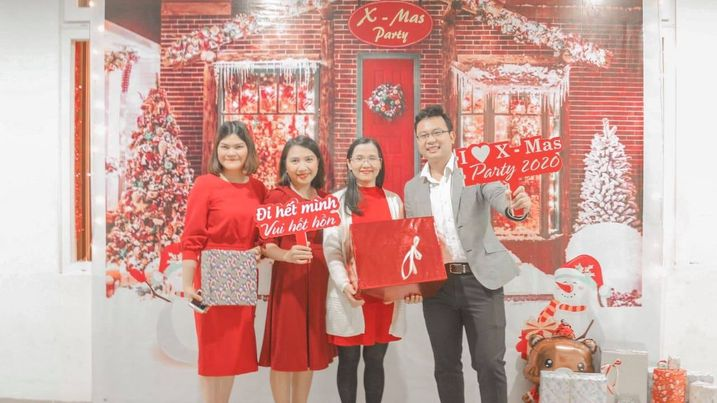 X - Mas
Party
Đi hết mình
Vui hết hồn
I X - Mas
Party 2020